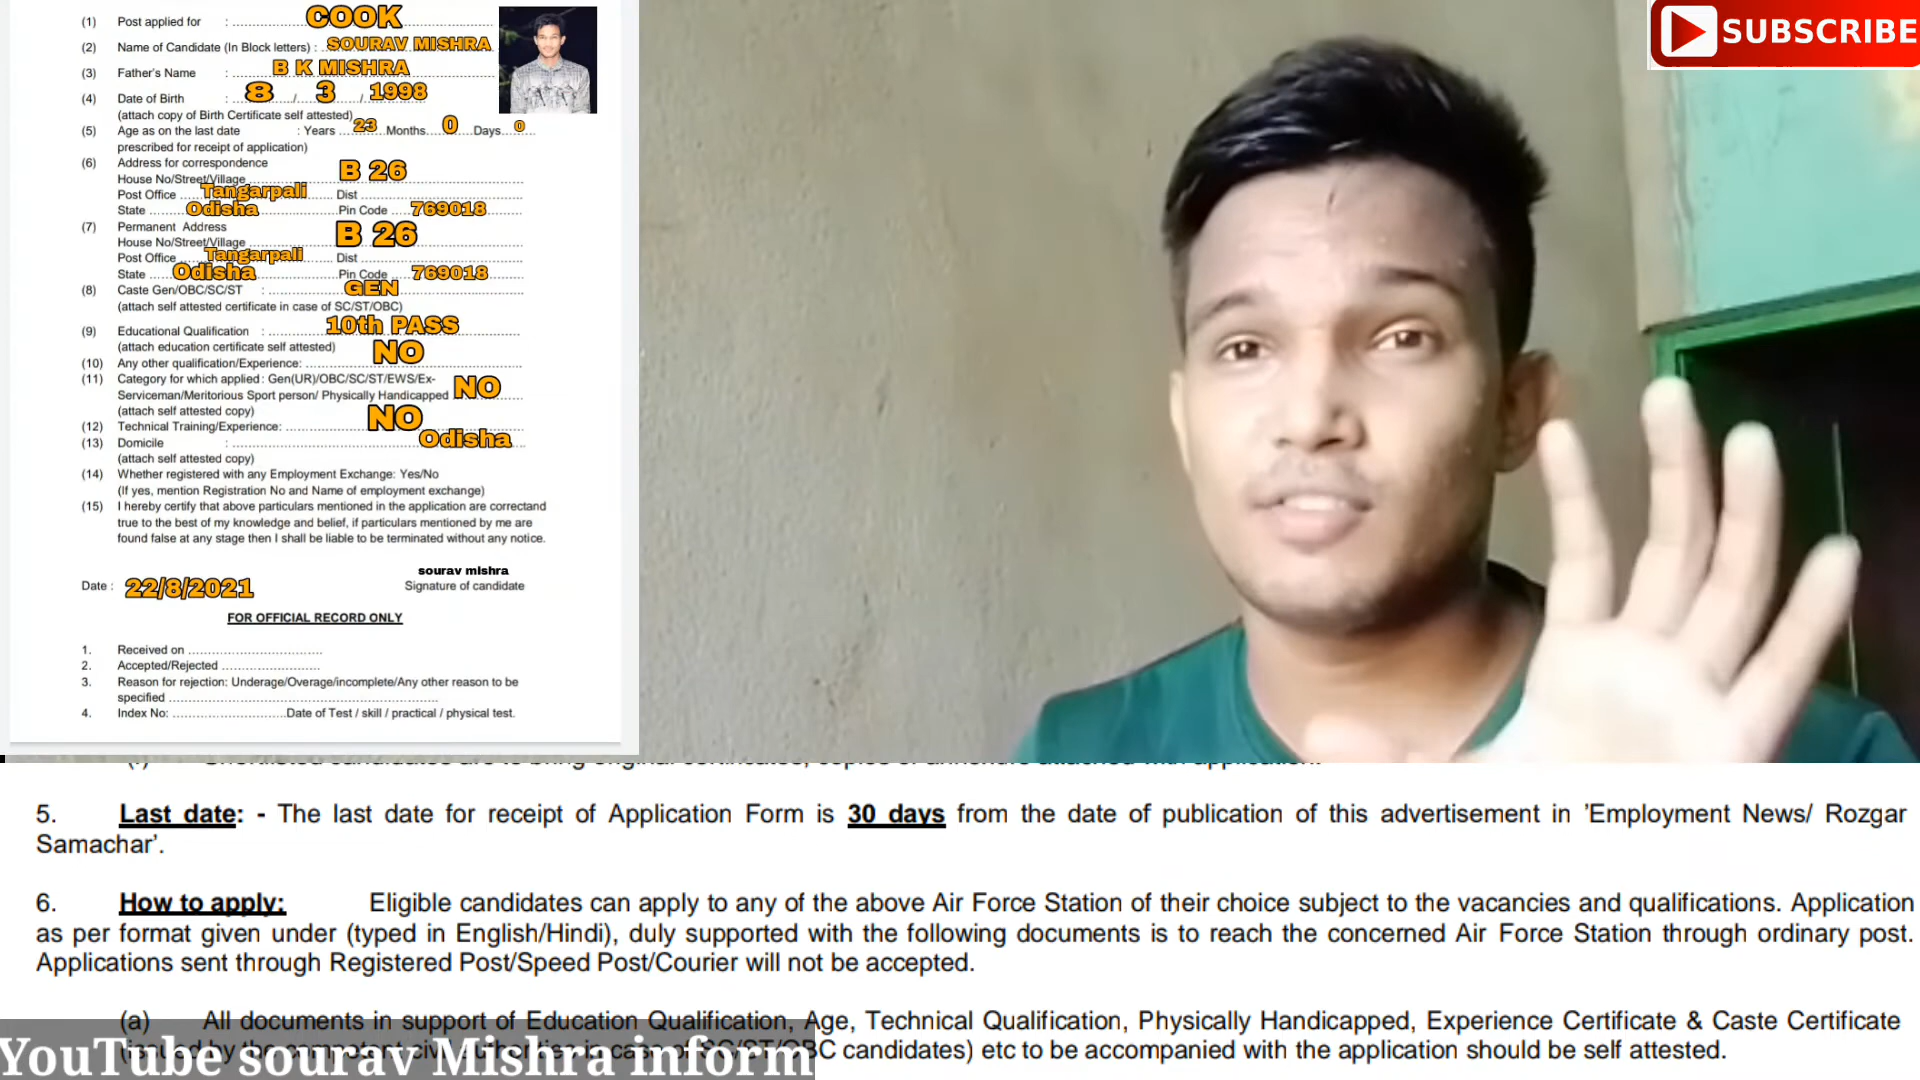 SUBSCRIBE
(1) Post applied for : COOK
(2) Name of Candidate (In Block letters) : SOURAV MISHRA
(3) Father's Name : B K MISHRA
(4) Date of Birth : 8 / 3 / 1998
(attach copy of Birth Certificate self attested)
(5) Age as on the last date : Years 23 Months 0 Days 0
prescribed for receipt of application)
(6) Address for correspondence
House No/Street/Village B 26
Post Office Tangarpali Dist
State Odisha Pin Code 769018
(7) Permanent Address
House No/Street/Village B 26
Post Office Tangarpali Dist
State Odisha Pin Code 769018
(8) Caste Gen/OBC/SC/ST : GEN
(attach self attested certificate in case of SC/ST/OBC)
(9) Educational Qualification : 10th PASS
(attach education certificate self attested)
(10) Any other qualification/Experience: NO
(11) Category for which applied : Gen(UR)/OBC/SC/ST/EWS/Ex-
Serviceman/Meritorious Sport person/ Physically Handicapped NO
(attach self attested copy)
(12) Technical Training/Experience: NO
(13) Domicile : Odisha
(attach self attested copy)
(14) Whether registered with any Employment Exchange: Yes/No
(If yes, mention Registration No and Name of employment exchange)
(15) I hereby certify that above particulars mentioned in the application are correctand
true to the best of my knowledge and belief, if particulars mentioned by me are
found false at any stage then I shall be liable to be terminated without any notice.
sourav mishra
Date : 22/8/2021 Signature of candidate
FOR OFFICIAL RECORD ONLY
1. Received on
2. Accepted/Rejected
3. Reason for rejection: Underage/Overage/incomplete/Any other reason to be
specified
4. Index No: Date of Test / skill / practical / physical test.
5. Last date: - The last date for receipt of Application Form is 30 days from the date of publication of this advertisement in 'Employment News/ Rozgar
Samachar'.
6. How to apply: Eligible candidates can apply to any of the above Air Force Station of their choice subject to the vacancies and qualifications. Application
as per format given under (typed in English/Hindi), duly supported with the following documents is to reach the concerned Air Force Station through ordinary post.
Applications sent through Registered Post/Speed Post/Courier will not be accepted.
(a) All documents in support of Education Qualification, Age, Technical Qualification, Physically Handicapped, Experience Certificate & Caste Certificate
candidates) etc to be accompanied with the application should be self attested.
YouTube sourav Mishra inform